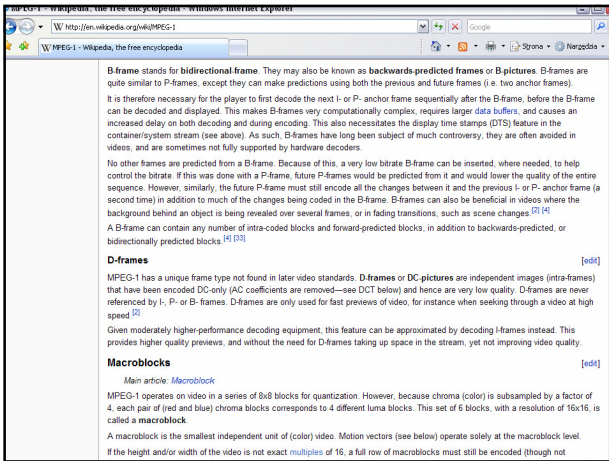 MPEG-1 - Wikipedia, the free encyclopedia - Windows Internet Explorer
http://en.wikipedia.org/wiki/MPEG-1
Google
MPEG-1 - Wikipedia, the free encyclopedia
Strona
Narzędzia
B-frame stands for bidirectional-frame. They may also be known as backwards-predicted frames or B-pictures. B-frames are
quite similar to P-frames, except they can make predictions using both the previous and future frames (i.e. two anchor frames).
It is therefore necessary for the player to first decode the next I- or P- anchor frame sequentially after the B-frame, before the B-frame
can be decoded and displayed. This makes B-frames very computationally complex, requires larger data buffers, and causes an
increased delay on both decoding and during encoding. This also necessitates the display time stamps (DTS) feature in the
container/system stream (see above). As such, B-frames have long been subject of much controversy, they are often avoided in
videos, and are sometimes not fully supported by hardware decoders.
No other frames are predicted from a B-frame. Because of this, a very low bitrate B-frame can be inserted, where needed, to help
control the bitrate. If this was done with a P-frame, future P-frames would be predicted from it and would lower the quality of the entire
sequence. However, similarly, the future P-frame must still encode all the changes between it and the previous I- or P- anchor frame (a
second time) in addition to much of the changes being coded in the B-frame. B-frames can also be beneficial in videos where the
background behind an object is being revealed over several frames, or in fading transitions, such as scene changes.[2] [4]
A B-frame can contain any number of intra-coded blocks and forward-predicted blocks, in addition to backwards-predicted, or
bidirectionally predicted blocks.[4] [33]
D-frames [edit]
MPEG-1 has a unique frame type not found in later video standards. D-frames or DC-pictures are independent images (intra-frames)
that have been encoded DC-only (AC coefficients are removed—see DCT below) and hence are very low quality. D-frames are never
referenced by I-, P- or B- frames. D-frames are only used for fast previews of video, for instance when seeking through a video at high
speed.[2]
Given moderately higher-performance decoding equipment, this feature can be approximated by decoding I-frames instead. This
provides higher quality previews, and without the need for D-frames taking up space in the stream, yet not improving video quality.
Macroblocks [edit]
Main article: Macroblock
MPEG-1 operates on video in a series of 8x8 blocks for quantization. However, because chroma (color) is subsampled by a factor of
4, each pair of (red and blue) chroma blocks corresponds to 4 different luma blocks. This set of 6 blocks, with a resolution of 16x16, is
called a macroblock.
A macroblock is the smallest independent unit of (color) video. Motion vectors (see below) operate solely at the macroblock level.
If the height and/or width of the video is not exact multiples of 16, a full row of macroblocks must still be encoded (though not